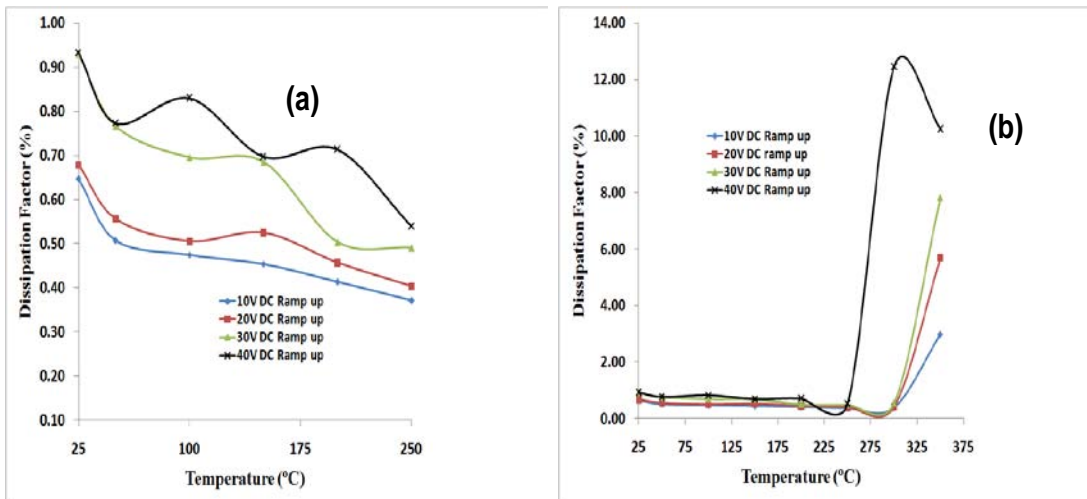 1.00
0.90
0.80
0.70
0.60
0.50
0.40
0.30
0.20
0.10
Dissipation Factor (%)
(a)
10V DC Ramp up
20V DC Ramp up
30V DC Ramp up
40V DC Ramp up
25 100 175 250
Temperature (ºC)
14.00
12.00
10.00
8.00
6.00
4.00
2.00
0.00
Dissipation Factor (%)
(b)
10V DC Ramp up
20V DC ramp up
30V DC Ramp up
40V DC Ramp up
25 75 125 175 225 275 325 375
Temperature (ºC)